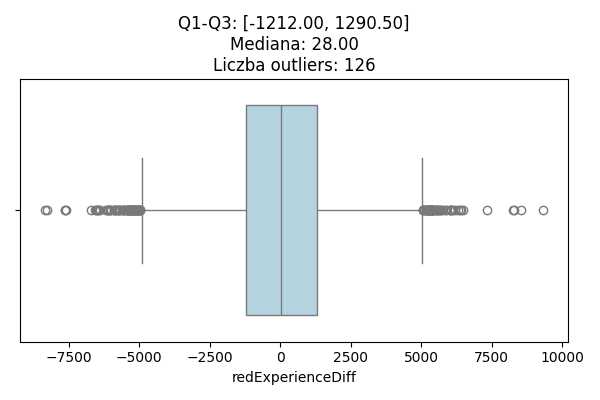 Q1-Q3: [-1212.00, 1290.50]
Mediana: 28.00
Liczba outliers: 126
−7500 −5000 −2500 0 2500 5000 7500 10000
redExperienceDiff